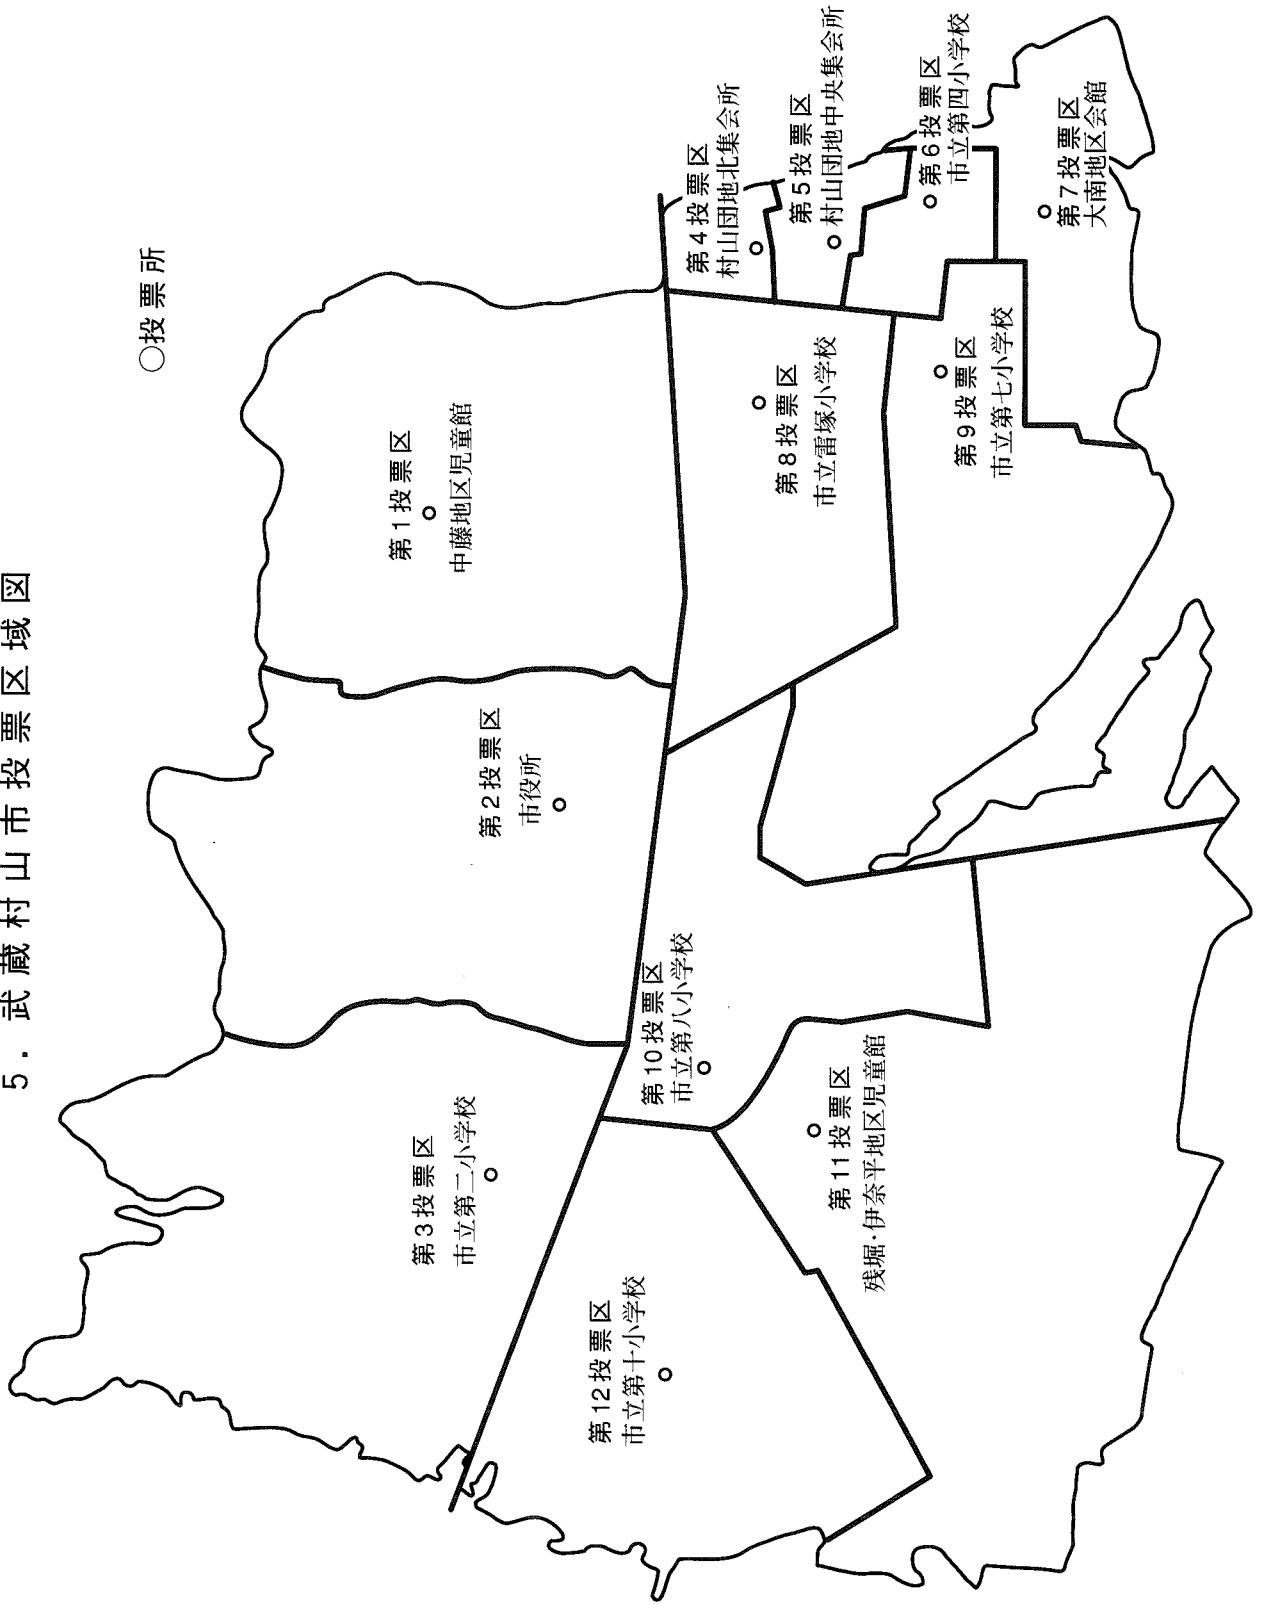 5．武蔵村山市投票区域図
○投票所
第1投票区
中藤地区児童館
第2投票区
市役所
第3投票区
市立第二小学校
第4投票区
村山団地北集会所
第5投票区
村山団地中央集会所
第6投票区
市立第四小学校
第7投票区
大南地区会館
第8投票区
市立雷塚小学校
第9投票区
市立第七小学校
第10投票区
市立第八小学校
第11投票区
残堀・伊奈平地区児童館
第12投票区
市立第十小学校